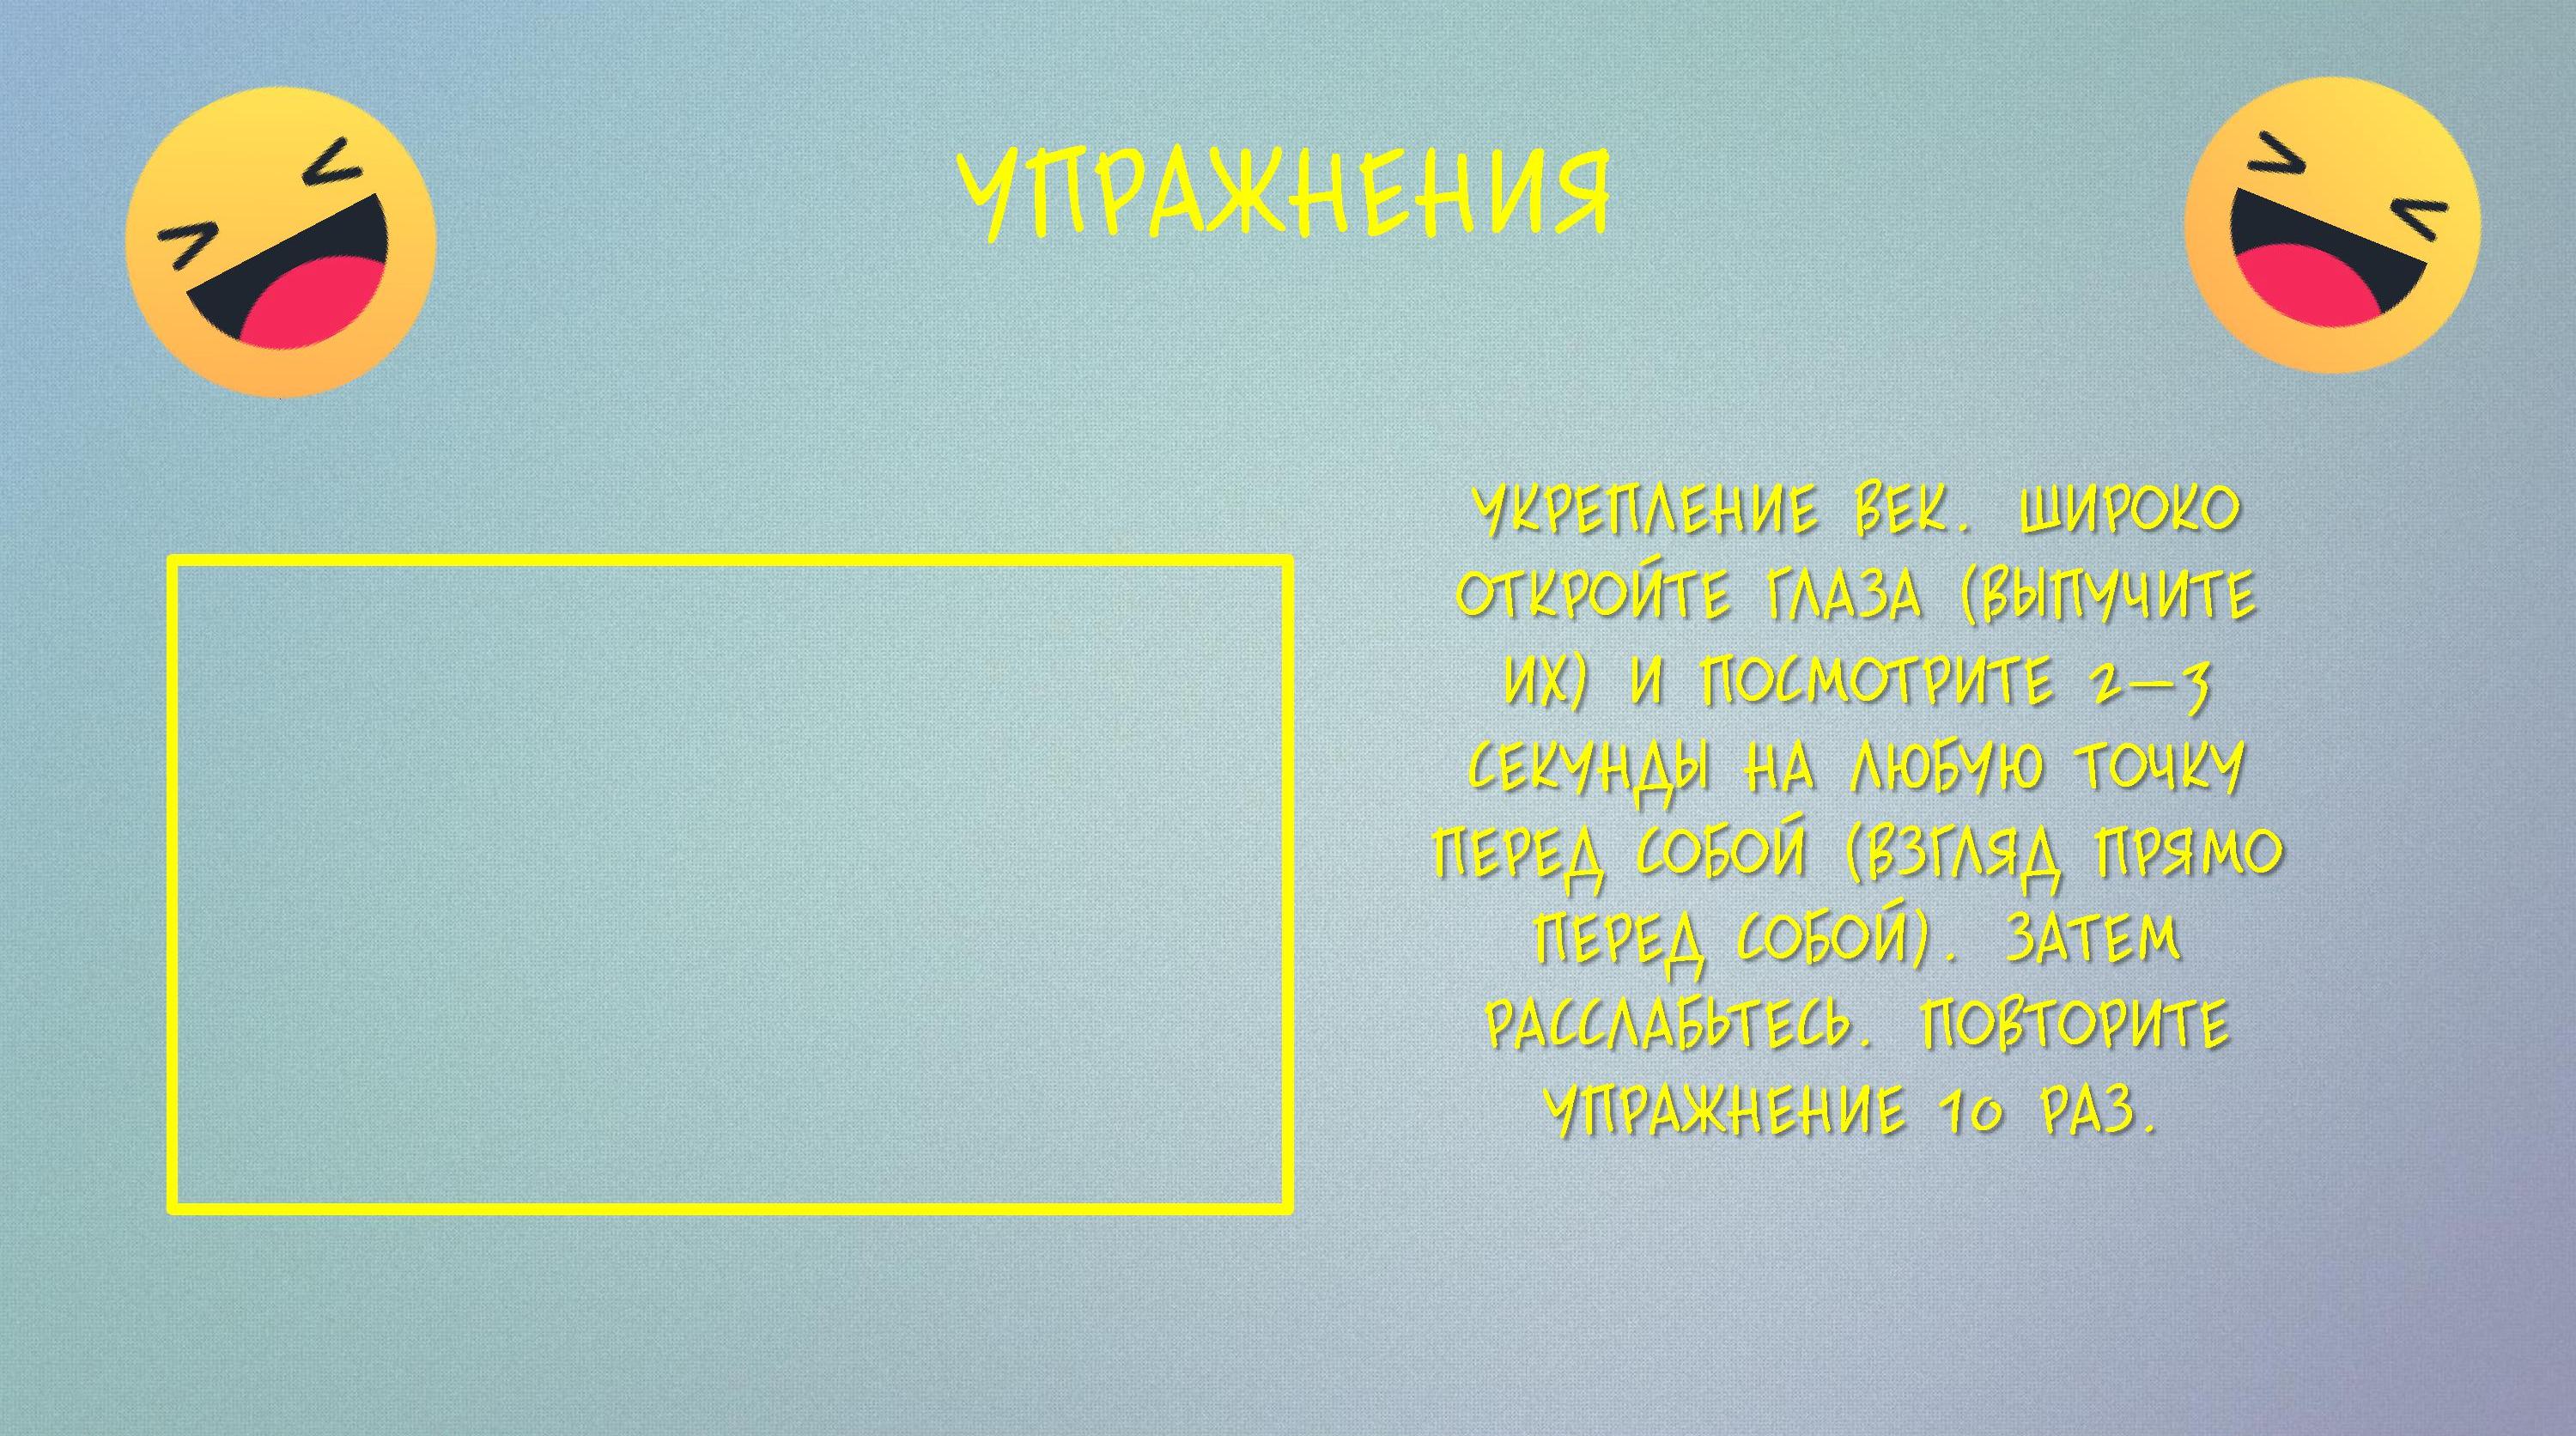 УПРАЖНЕНИЯ
УКРЕПЛЕНИЕ ВЕК. ШИРОКО
ОТКРОЙТЕ ГЛАЗА (ВЫПУЧИТЕ
ИХ) И ПОСМОТРИТЕ 2–3
СЕКУНДЫ НА ЛЮБУЮ ТОЧКУ
ПЕРЕД СОБОЙ (ВЗГЛЯД ПРЯМО
ПЕРЕД СОБОЙ). ЗАТЕМ
РАССЛАБЬТЕСЬ. ПОВТОРИТЕ
УПРАЖНЕНИЕ 10 РАЗ.